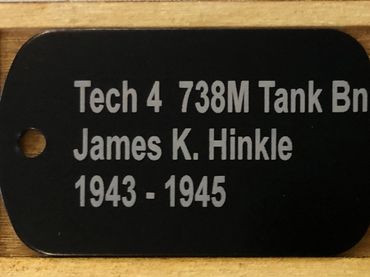 Tech 4 738M Tank Bn
James K. Hinkle
1943 - 1945